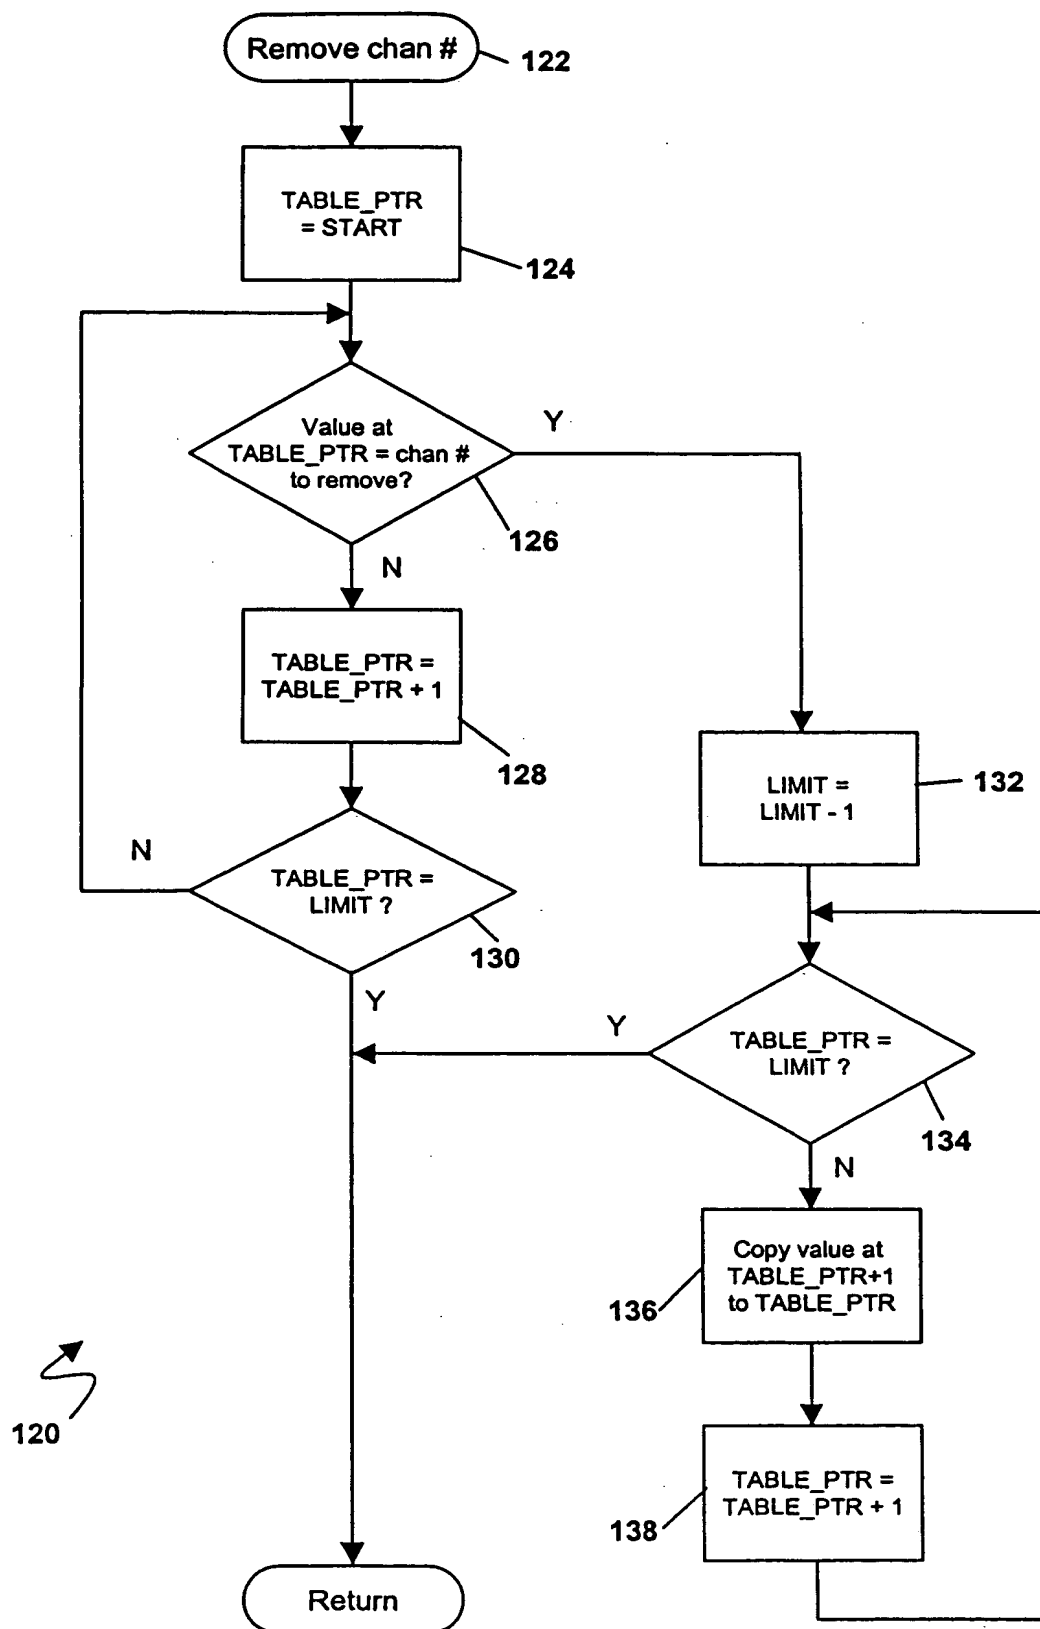 Remove chan #
122
TABLE_PTR
= START
124
Value at
TABLE_PTR = chan #
to remove?
Y
126
N
TABLE_PTR =
TABLE_PTR + 1
128
LIMIT =
LIMIT - 1
132
N
TABLE_PTR =
LIMIT ?
130
Y
Y
TABLE_PTR =
LIMIT ?
134
N
Copy value at
TABLE_PTR+1
to TABLE_PTR
136
120
TABLE_PTR =
TABLE_PTR + 1
138
Return